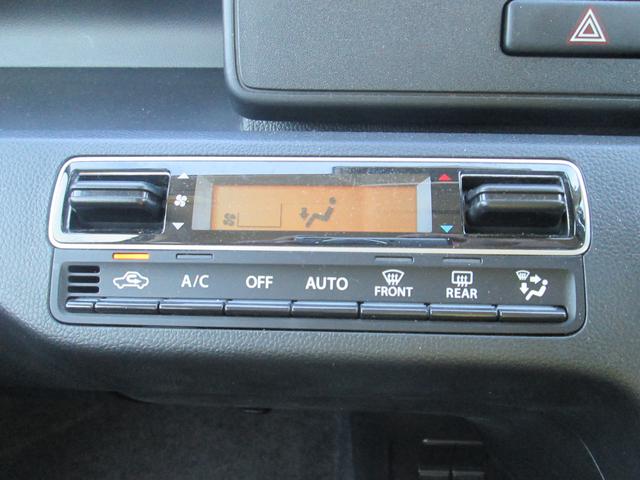 A/C OFF AUTO FRONT REAR